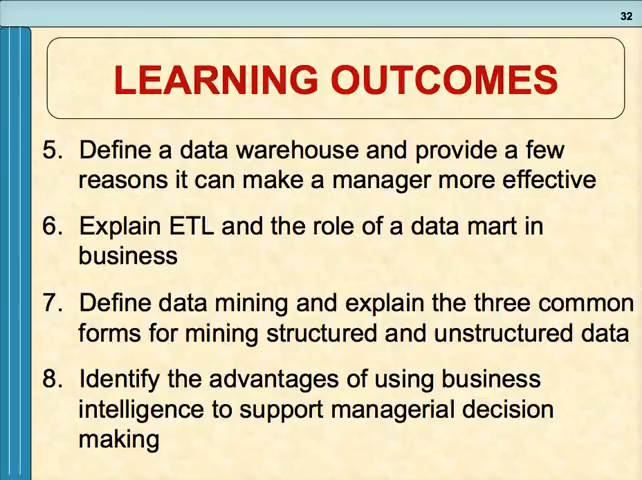 32
LEARNING OUTCOMES
5. Define a data warehouse and provide a few
reasons it can make a manager more effective
6. Explain ETL and the role of a data mart in
business
7. Define data mining and explain the three common
forms for mining structured and unstructured data
8. Identify the advantages of using business
intelligence to support managerial decision
making